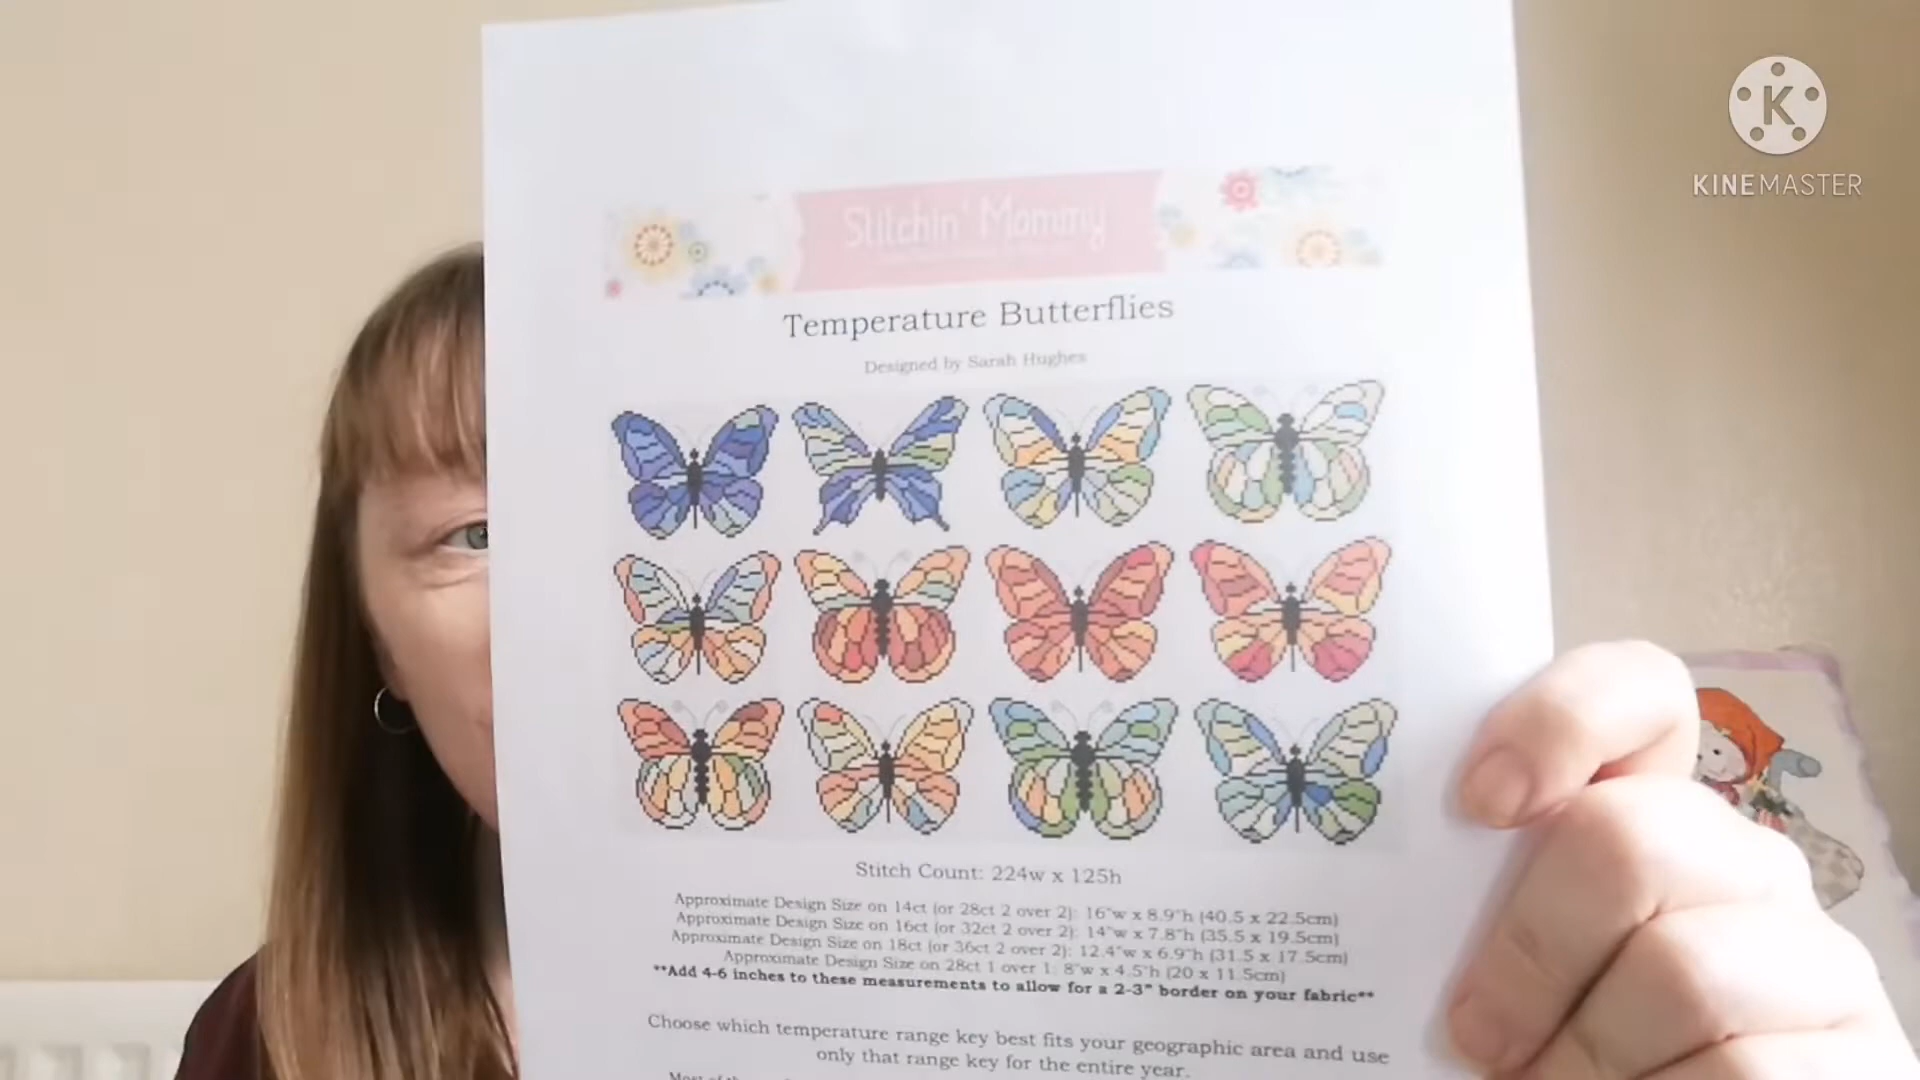 K
KINEMASTER
Stitchin' Mommy
Temperature Butterflies
Designed by Sarah Hughes
Stitch Count: 224w x 125h
Approximate Design Size on 14ct (or 28ct 2 over 2): 16"w x 8.9"h (40.5 x 22.5cm)
Approximate Design Size on 16ct (or 32ct 2 over 2): 14"w x 7.8"h (35.5 x 19.5cm)
Approximate Design Size on 18ct (or 36ct 2 over 2): 12.4"w x 6.9"h (31.5 x 17.5cm)
Approximate Design Size on 28ct 1 over 1: 8"w x 4.5"h (20 x 11.5cm)
**Add 4-6 inches to these measurements to allow for a 2-3" border on your fabric**
Choose which temperature range key best fits your geographic area and use
only that range key for the entire year.
Most of